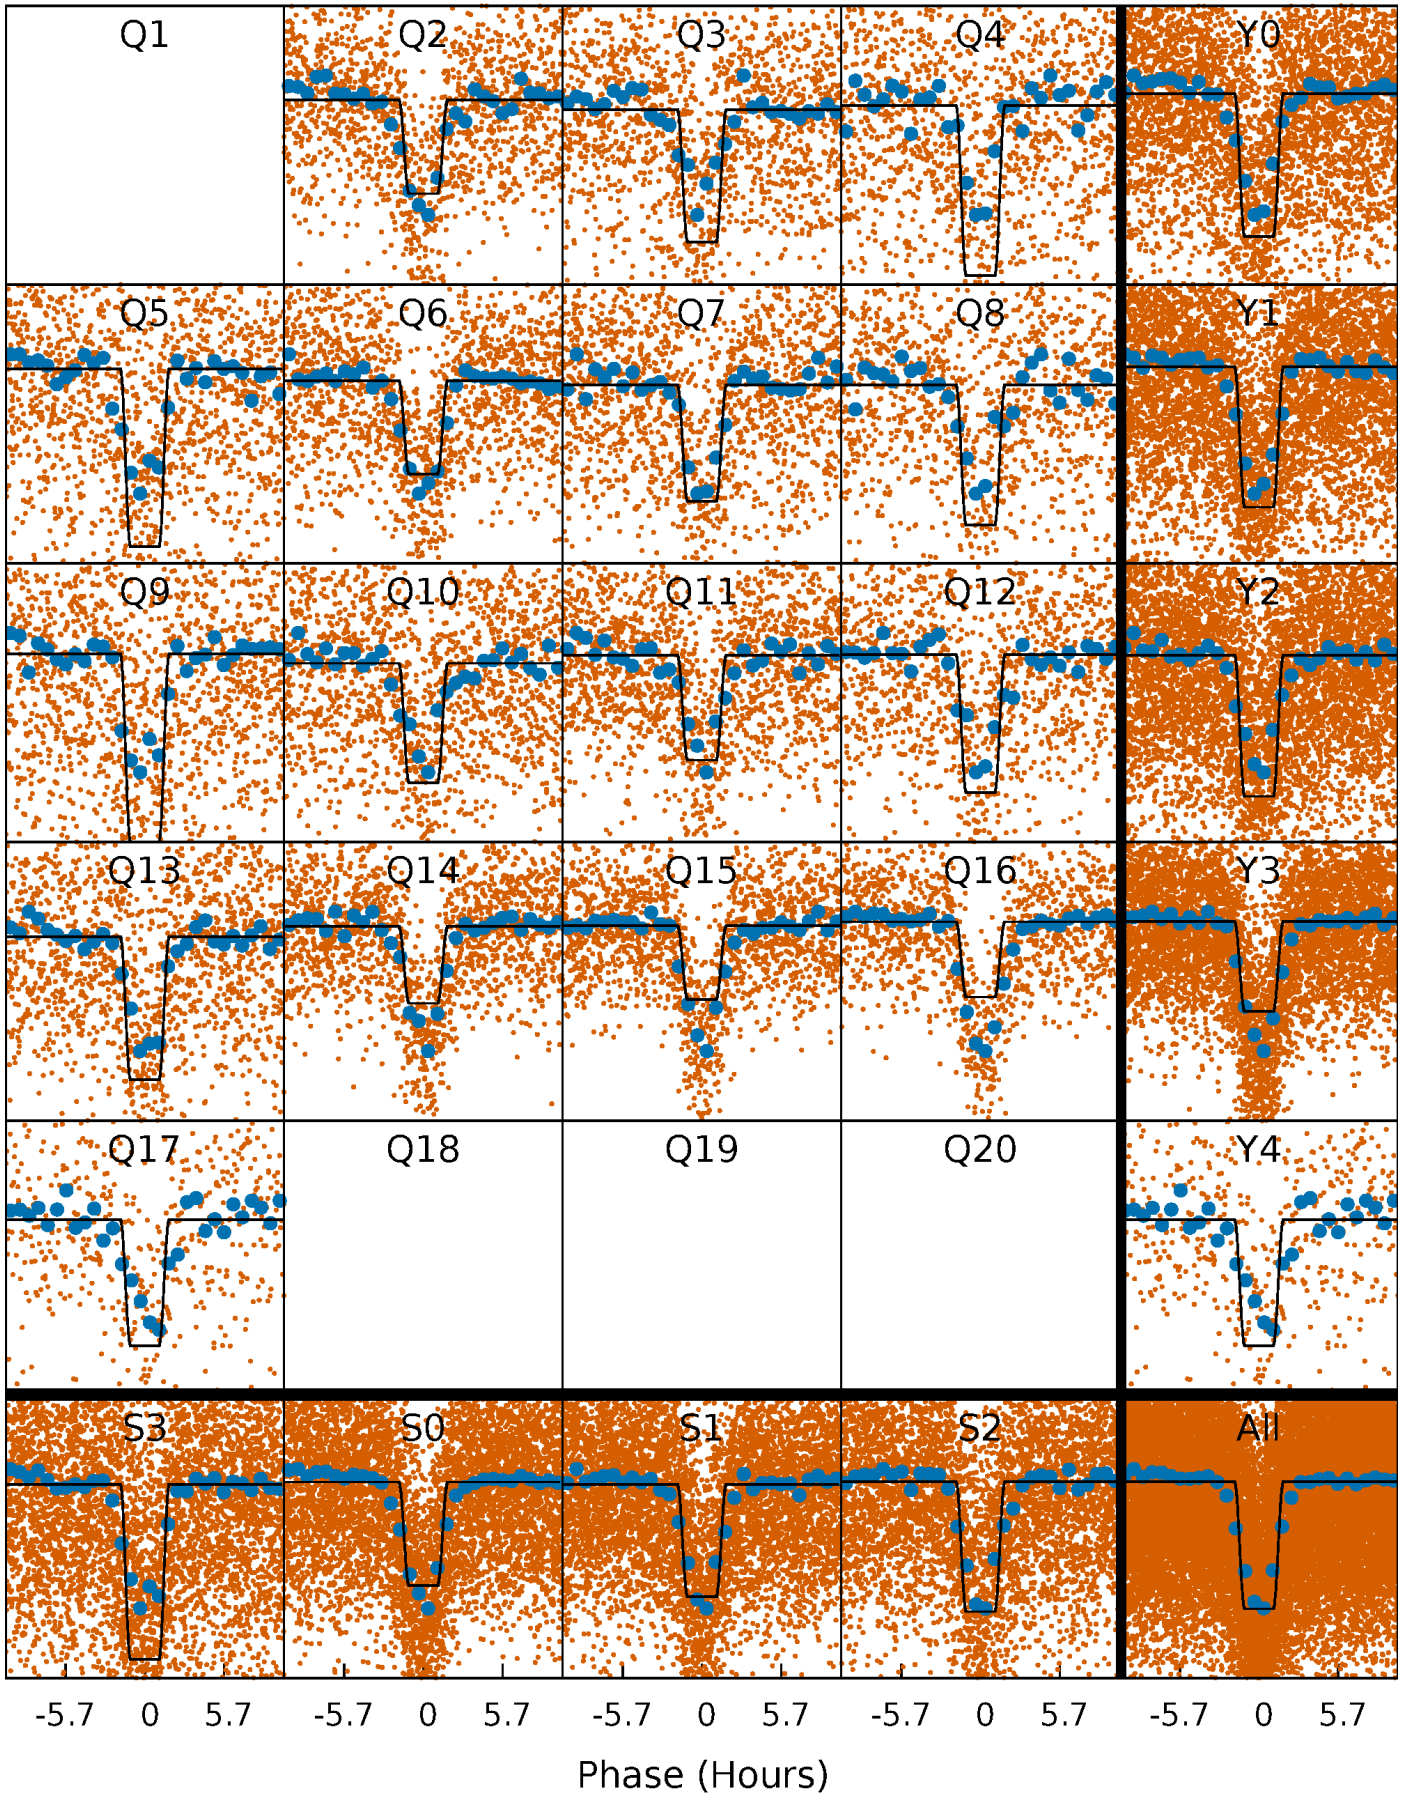 Q1 Q2 Q3 Q4 Y0
Q5 Q6 Q7 Q8 Y1
Q9 Q10 Q11 Q12 Y2
Q13 Q14 Q15 Q16 Y3
Q17 Q18 Q19 Q20 Y4
S3 S0 S1 S2 All
-5.7 0 5.7 -5.7 0 5.7 -5.7 0 5.7 -5.7 0 5.7 -5.7 0 5.7
Phase (Hours)